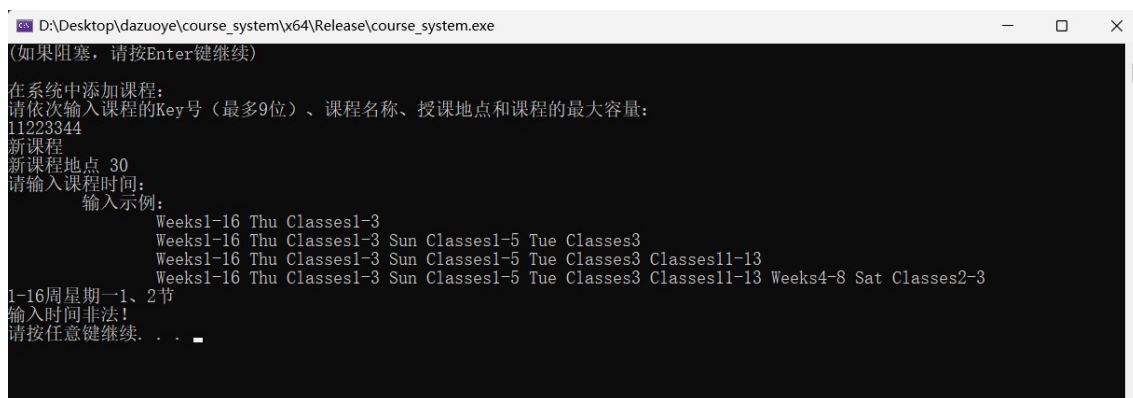 D:\Desktop\dazuoye\course_system\x64\Release\course_system.exe
(如果阻塞，请按Enter键继续)
在系统中添加课程：
请依次输入课程的Key号（最多9位）、课程名称、授课地点和课程的最大容量：
11223344
新课程
新课程地点 30
请输入课程时间：
输入示例：
Weeks1-16 Thu Classes1-3
Weeks1-16 Thu Classes1-3 Sun Classes1-5 Tue Classes3
Weeks1-16 Thu Classes1-3 Sun Classes1-5 Tue Classes3 Classes11-13
Weeks1-16 Thu Classes1-3 Sun Classes1-5 Tue Classes3 Classes11-13 Weeks4-8 Sat Classes2-3
1-16周星期一1、2节
输入时间非法！
请按任意键继续. . .